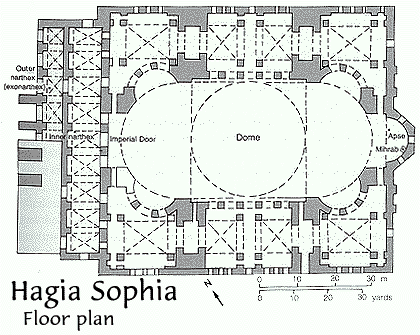 Outer
narthex
[exonarthex]
Inner narthex
Imperial Door
Dome
Apse
Mihrab
N
0 10 20 30 m
0 10 20 30 yards
Hagia Sophia
Floor plan